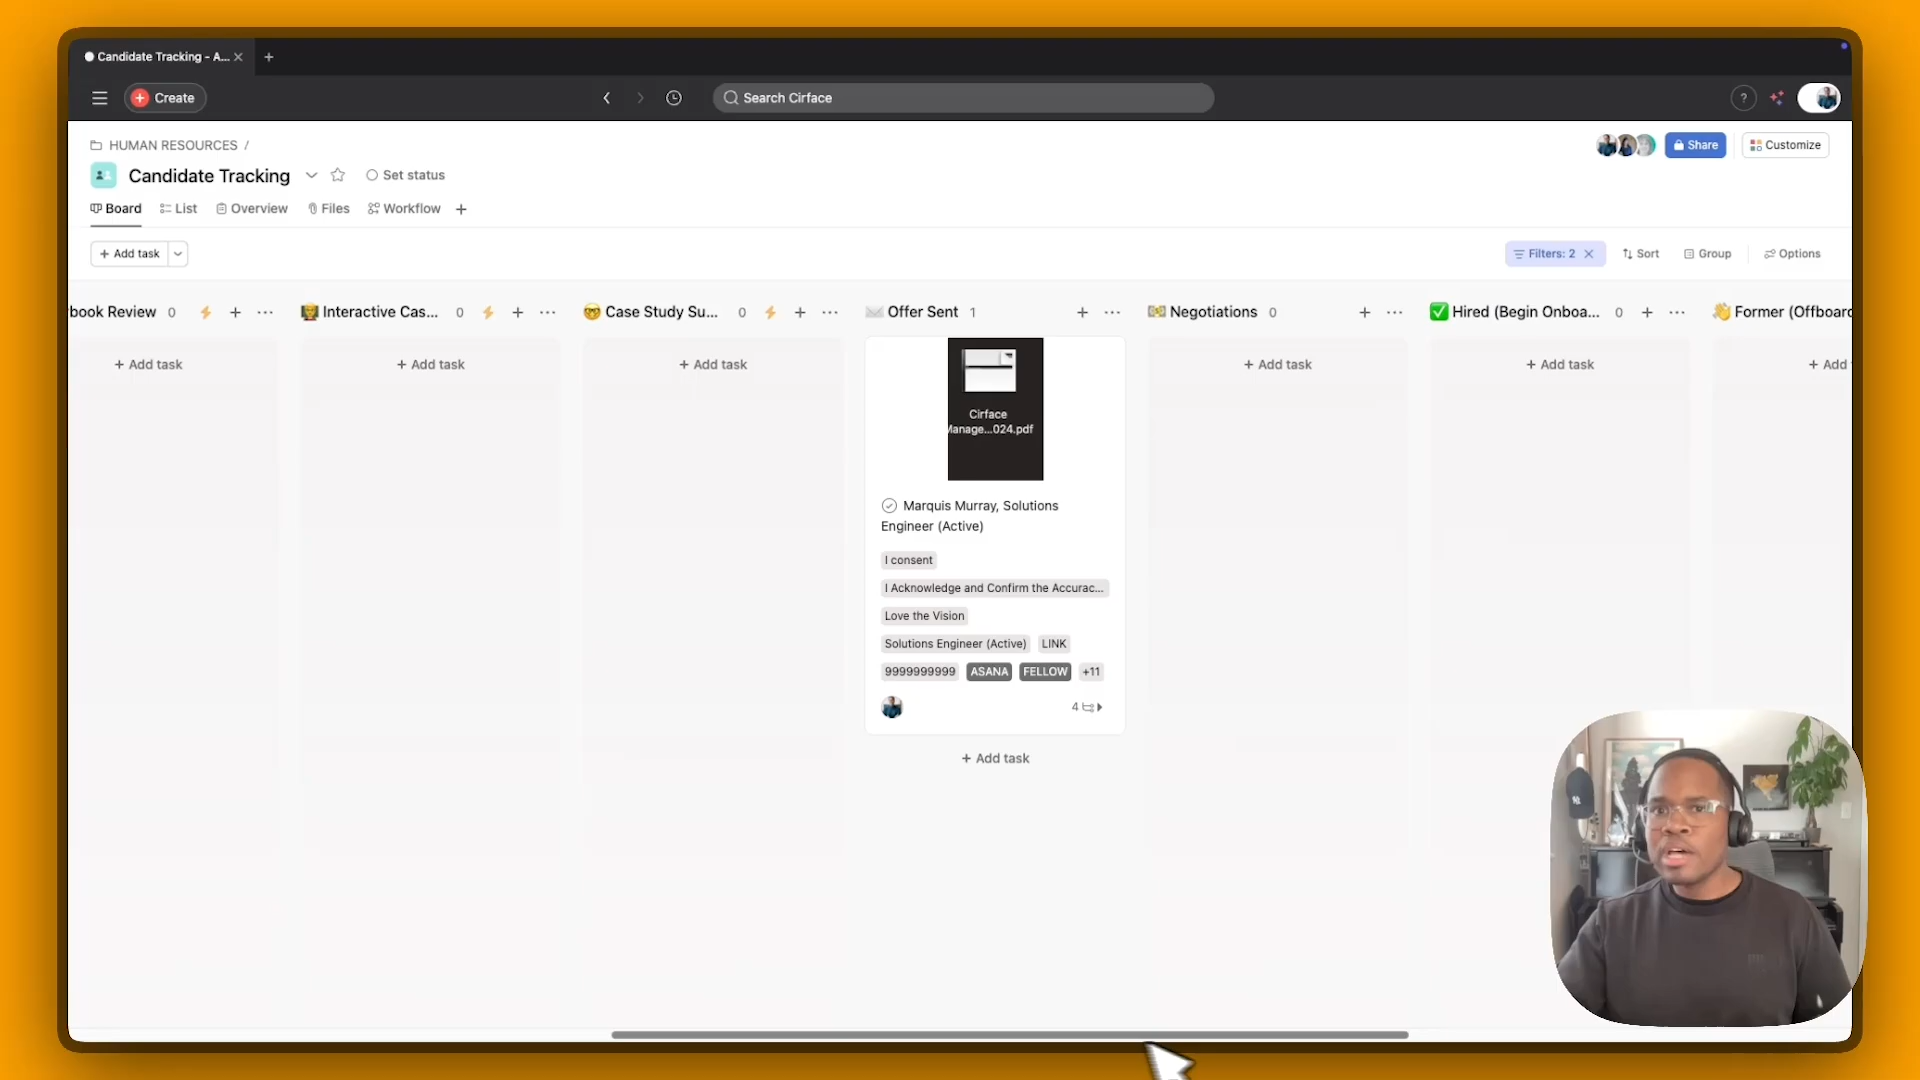 Candidate Tracking - A...
Create
Search Cirface
?
HUMAN RESOURCES /
Share
Customize
Candidate Tracking
Set status
Board
List
Overview
Files
Workflow
+ Add task
Filters: 2
Sort
Group
Options
book Review 0
Interactive Cas... 0
Case Study Su... 0
Offer Sent 1
Negotiations 0
Hired (Begin Onboa... 0
Former (Offboard
+ Add task
+ Add task
+ Add task
+ Add task
+ Add task
+ Add
Cirface
Manage...024.pdf
Marquis Murray, Solutions
Engineer (Active)
I consent
I Acknowledge and Confirm the Accurac...
Love the Vision
Solutions Engineer (Active) LINK
9999999999 ASANA FELLOW +11
4
+ Add task